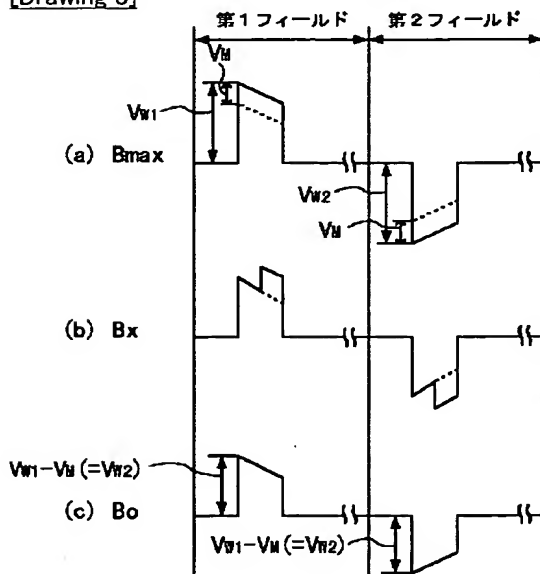 [Drawing 8]
第1フィールド 第2フィールド
VM
VW1
(a) Bmax
VW2
VM
(b) Bx
VW1-VM(=VW2)
(c) Bo
VW1-VM(=VW2)